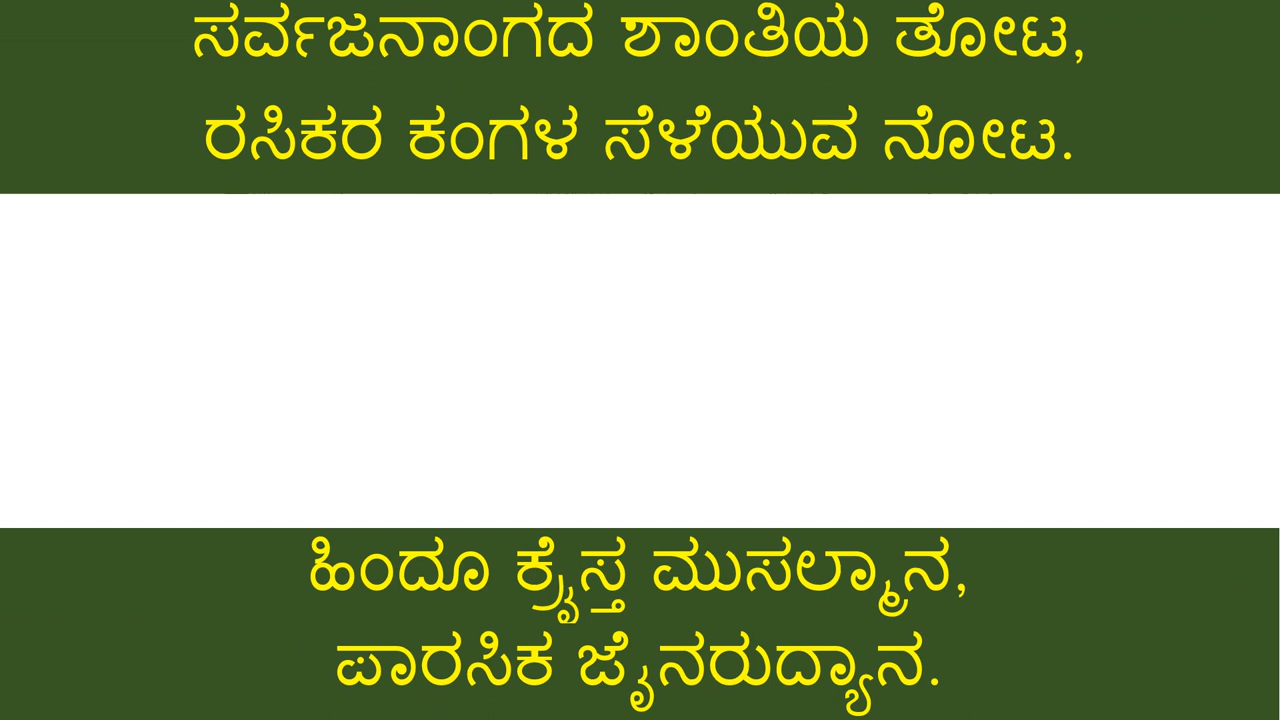 ಸರ್ವಜನಾಂಗದ ಶಾಂತಿಯ ತೋಟ,
ರಸಿಕರ ಕಂಗಳ ಸೆಳೆಯುವ ನೋಟ.
ಹಿಂದೂ ಕ್ರೈಸ್ತ ಮುಸಲ್ಮಾನ,
ಪಾರಸಿಕ ಜೈನರುದ್ಯಾನ.